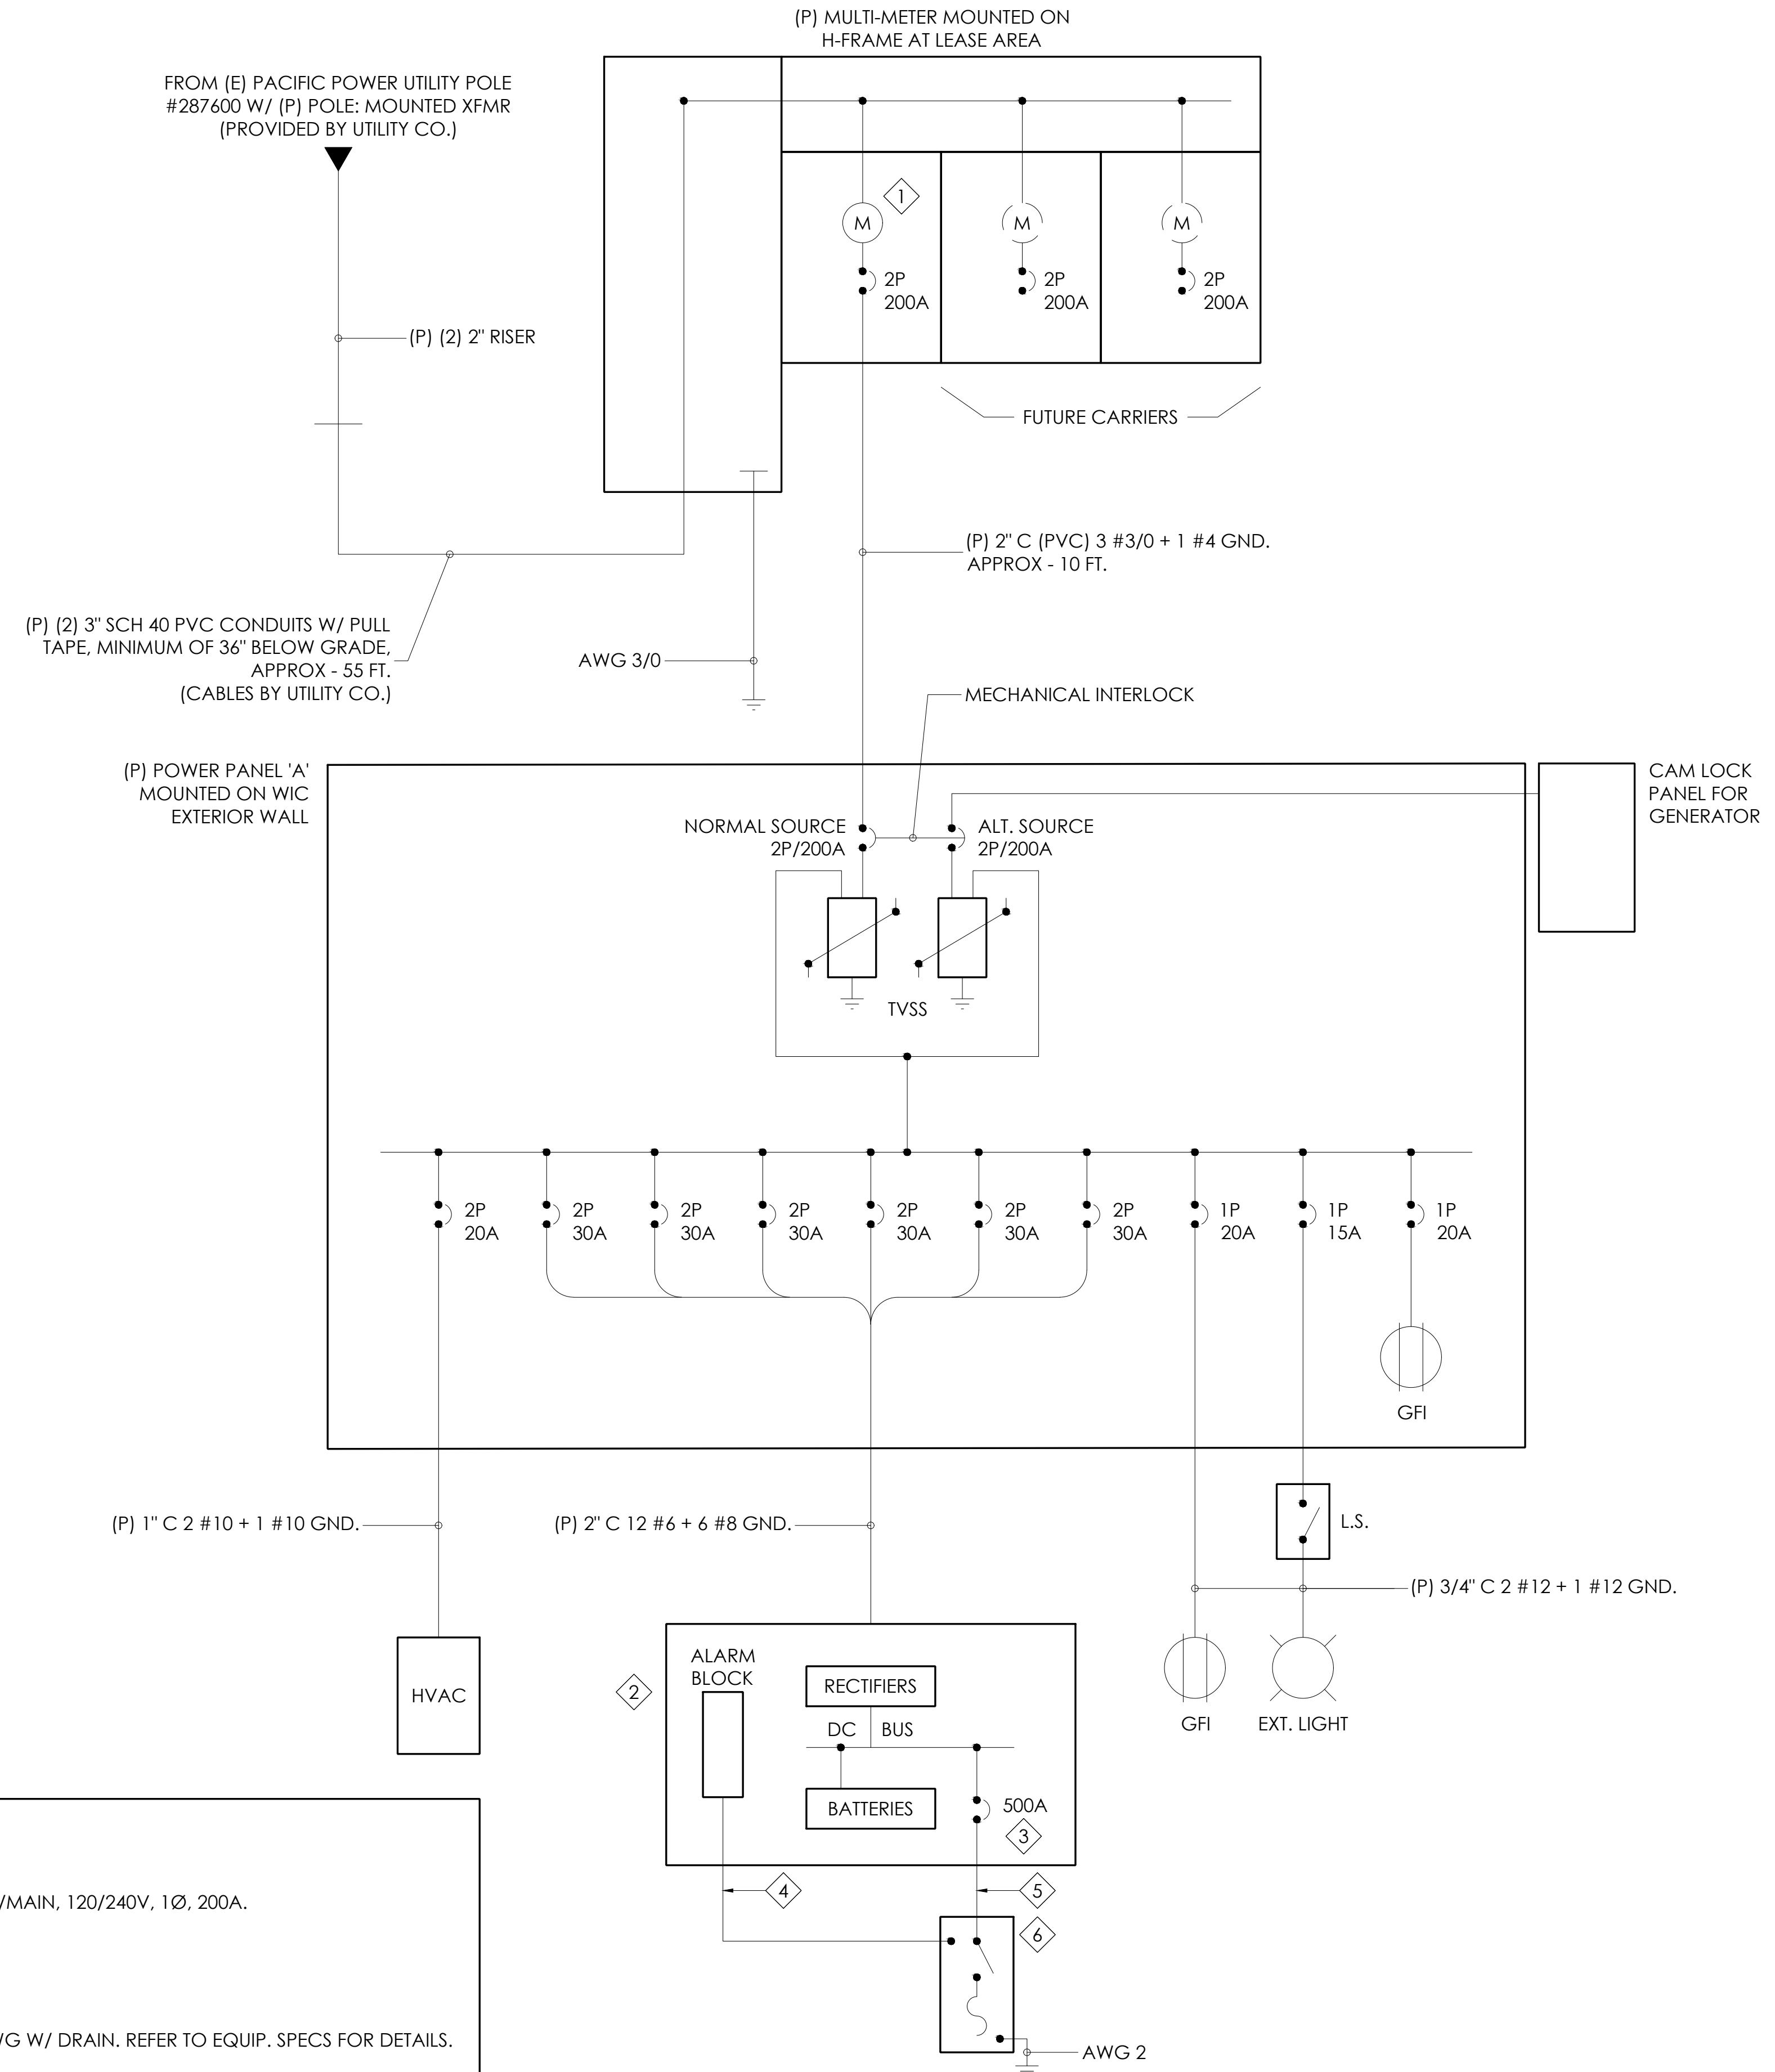 (P) MULTI-METER MOUNTED ON
H-FRAME AT LEASE AREA
FROM (E) PACIFIC POWER UTILITY POLE
#287600 W/ (P) POLE: MOUNTED XFMR
(PROVIDED BY UTILITY CO.)
1
M
M
M
2P
200A
2P
200A
2P
200A
(P) (2) 2" RISER
FUTURE CARRIERS
(P) 2" C (PVC) 3 #3/0 + 1 #4 GND.
APPROX - 10 FT.
(P) (2) 3" SCH 40 PVC CONDUITS W/ PULL
TAPE, MINIMUM OF 36" BELOW GRADE,
APPROX - 55 FT.
(CABLES BY UTILITY CO.)
AWG 3/0
MECHANICAL INTERLOCK
(P) POWER PANEL 'A'
MOUNTED ON WIC
EXTERIOR WALL
CAM LOCK
PANEL FOR
GENERATOR
NORMAL SOURCE
2P/200A
ALT. SOURCE
2P/200A
TVSS
2P
20A
2P
30A
2P
30A
2P
30A
2P
30A
2P
30A
2P
30A
1P
20A
1P
15A
1P
20A
GFI
(P) 1" C 2 #10 + 1 #10 GND.
(P) 2" C 12 #6 + 6 #8 GND.
L.S.
(P) 3/4" C 2 #12 + 1 #12 GND.
HVAC
2
ALARM
BLOCK
RECTIFIERS
DC BUS
BATTERIES
500A
3
GFI
EXT. LIGHT
4
5
6
/MAIN, 120/240V, 1Ø, 200A.
WG W/ DRAIN. REFER TO EQUIP. SPECS FOR DETAILS.
AWG 2